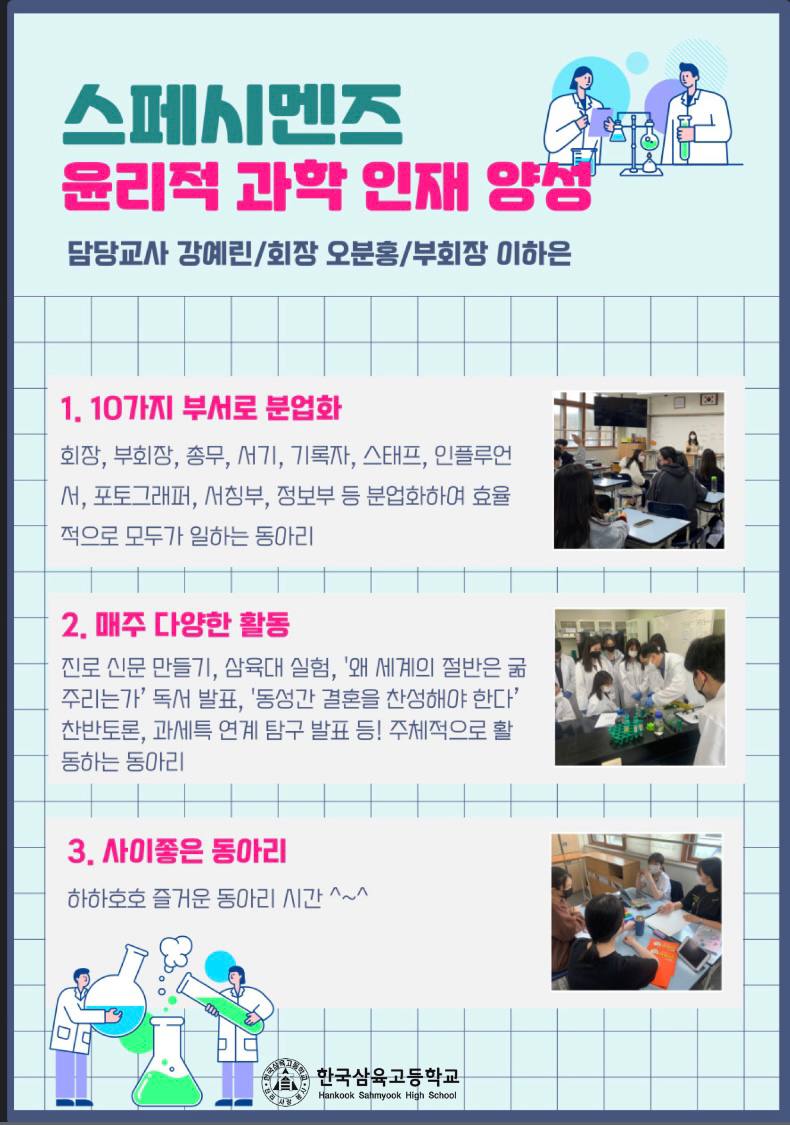 스페시멘즈
윤리적 과학 인재 양성
담당교사 강예린/회장 오분홍/부회장 이하은
1. 10가지 부서로 분업화
회장, 부회장, 총무, 서기, 기록자, 스태프, 인플루언
서, 포토그래퍼, 서칭부, 정보부 등 분업화하여 효율
적으로 모두가 일하는 동아리
2. 매주 다양한 활동
진로 신문 만들기, 삼육대 실험, '왜 세계의 절반은 굶
주리는가’ 독서 발표, '동성간 결혼을 찬성해야 한다’
찬반토론, 과세특 연계 탐구 발표 등! 주체적으로 활
동하는 동아리
3. 사이좋은 동아리
하하호호 즐거운 동아리 시간 ^~^
한국삼육고등학교
Hankook Sahmyook High School